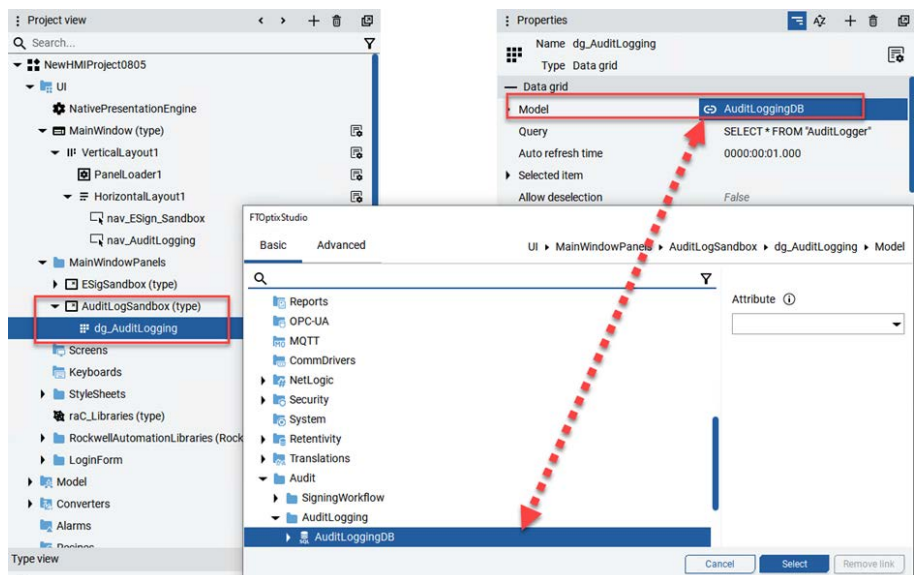 Project view
Search...
NewHMIProject0805
UI
NativePresentationEngine
MainWindow (type)
VerticalLayout1
PanelLoader1
HorizontalLayout1
nav_ESign_Sandbox
nav_AuditLogging
MainWindowPanels
ESigSandbox (type)
AuditLogSandbox (type)
dg_AuditLogging
Screens
Keyboards
StyleSheets
raC_Libraries (type)
RockwellAutomationLibraries (Rock
LoginForm
Model
Converters
Alarms
Type view
Properties
Name dg_AuditLogging
Type Data grid
Data grid
Model AuditLoggingDB
Query SELECT * FROM "AuditLogger"
Auto refresh time 0000:00:01.000
Selected item
Allow deselection False
FTOptixStudio
Basic Advanced
UI MainWindowPanels AuditLogSandbox dg_AuditLogging Model
Reports
OPC-UA
MQTT
CommDrivers
NetLogic
Security
System
Retentivity
Translations
Audit
SigningWorkflow
AuditLogging
SQL AuditLoggingDB
Attribute
Cancel Select Remove link